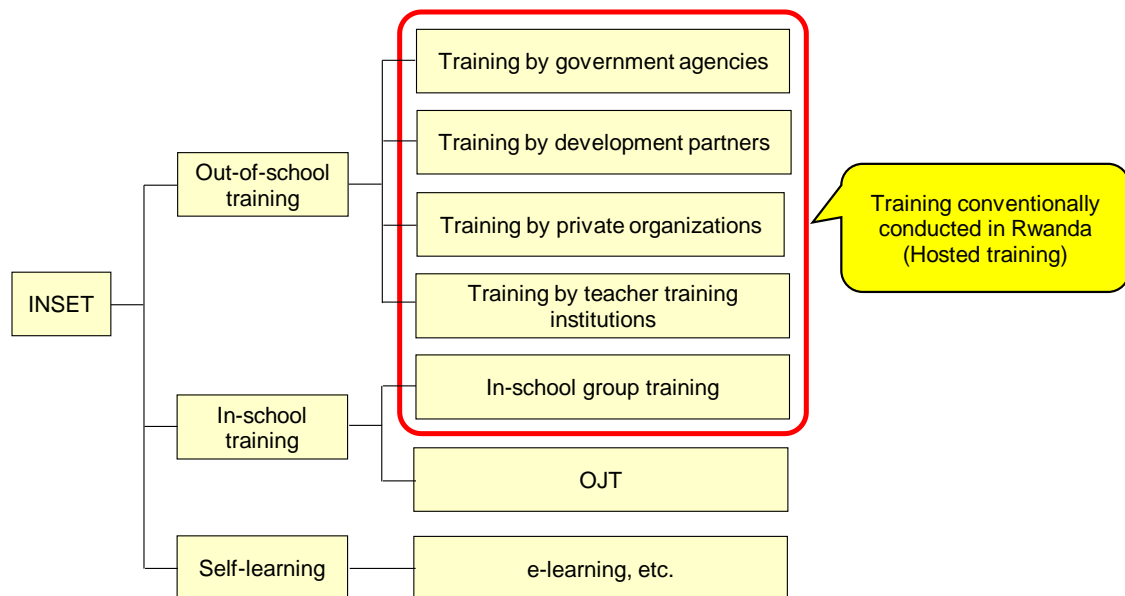 INSET
Out-of-school
training
Training by government agencies
Training by development partners
Training by private organizations
Training by teacher training
institutions
In-school
training
In-school group training
OJT
Self-learning
e-learning, etc.
Training conventionally
conducted in Rwanda
(Hosted training)